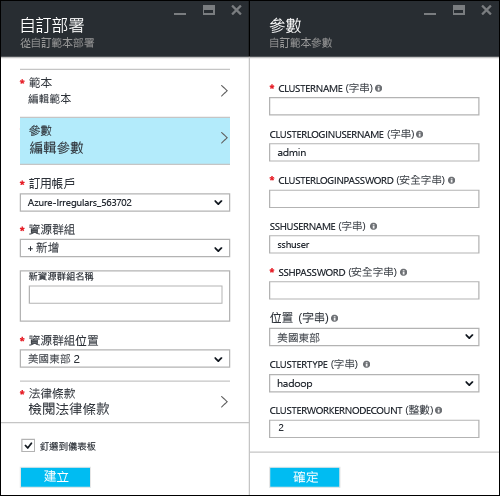 自訂部署
從自訂範本部署
* 範本
編輯範本
參數
編輯參數
* 訂用帳戶
Azure-Irregulars_563702
* 資源群組
+ 新增
新資源群組名稱
* 資源群組位置
美國東部 2
* 法律條款
檢閱法律條款
釘選到儀表板
建立
參數
自訂範本參數
* CLUSTERNAME (字串)
CLUSTERLOGINUSERNAME (字串)
admin
* CLUSTERLOGINPASSWORD (安全字串)
SSHUSERNAME (字串)
sshuser
* SSHPASSWORD (安全字串)
位置 (字串)
美國東部
CLUSTERTYPE (字串)
hadoop
CLUSTERWORKERNODECOUNT (整數)
2
確定